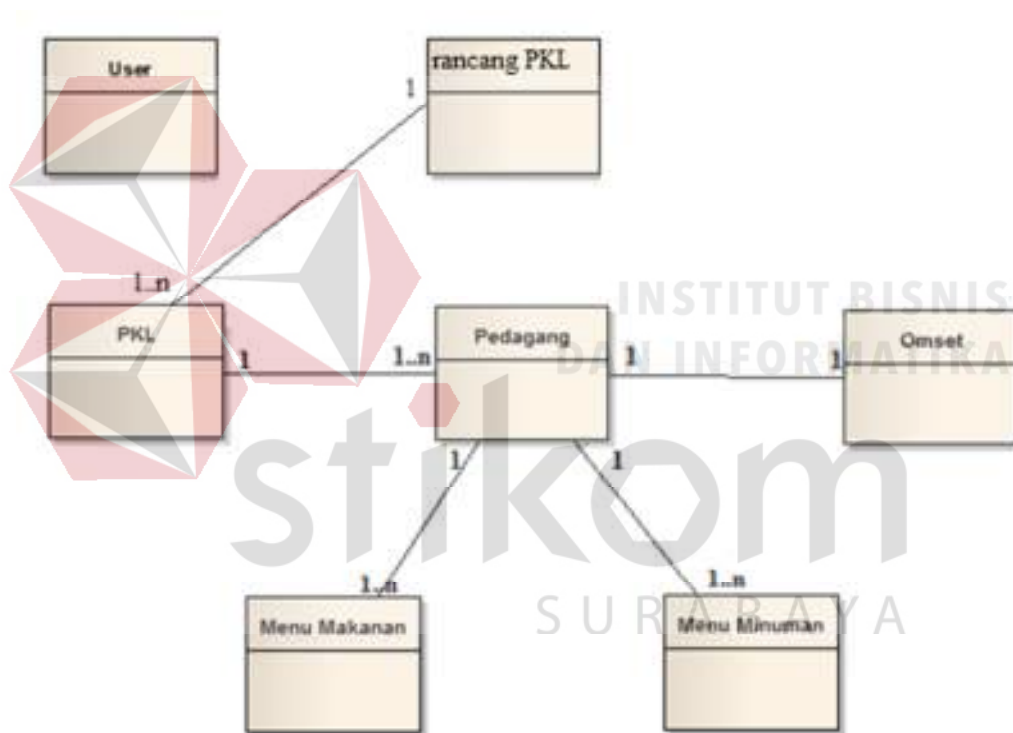 User
rancang PKL
1
1..n
PKL
1
1..n
Pedagang
1
1
Omset
1
1
1..n
1..n
Menu Makanan
Menu Minuman
INSTITUT BISNIS
DAN INFORMATIKA
stikom
SURABAYA